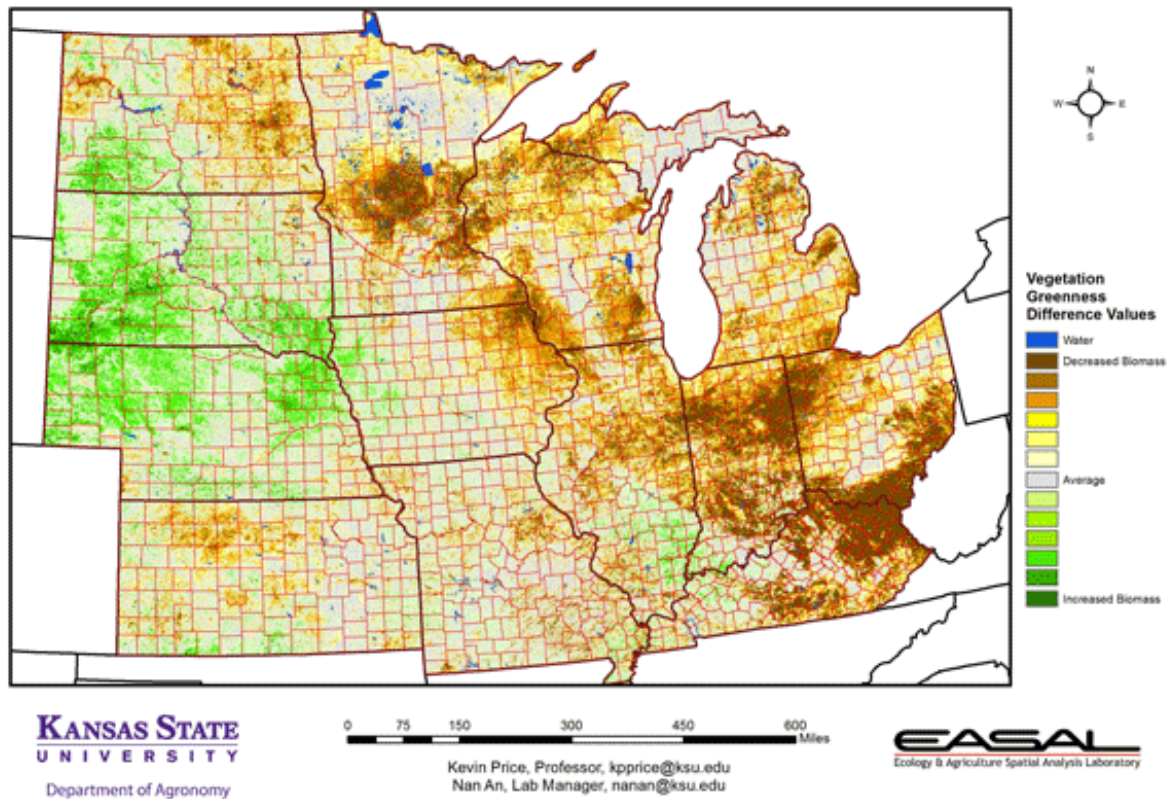 N
W E
S
Vegetation
Greenness
Difference Values
Water
Decreased Biomass
Average
Increased Biomass
0 75 150 300 450 600
Miles
KANSAS STATE
UNIVERSITY
Department of Agronomy
Kevin Price, Professor, kpprice@ksu.edu
Nan An, Lab Manager, nanan@ksu.edu
EASAL
Ecology & Agriculture Spatial Analysis Laboratory